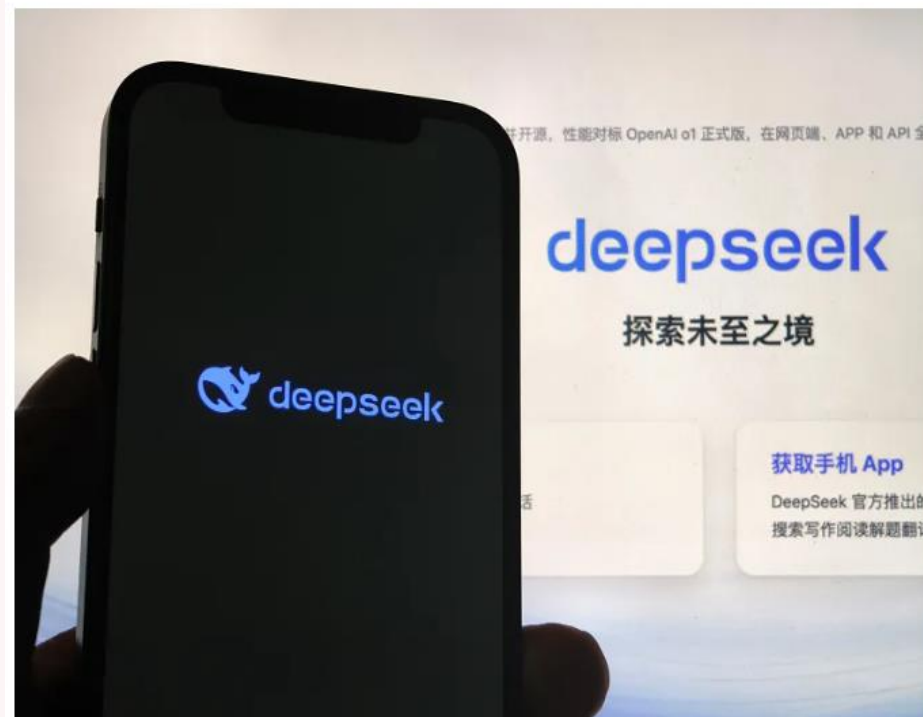 并开源，性能对标 OpenAI o1 正式版，在网页端、APP 和 API 全
deepseek
探索未至之境
deepseek
话
获取手机 App
DeepSeek 官方推出的
搜索写作阅读解题翻译